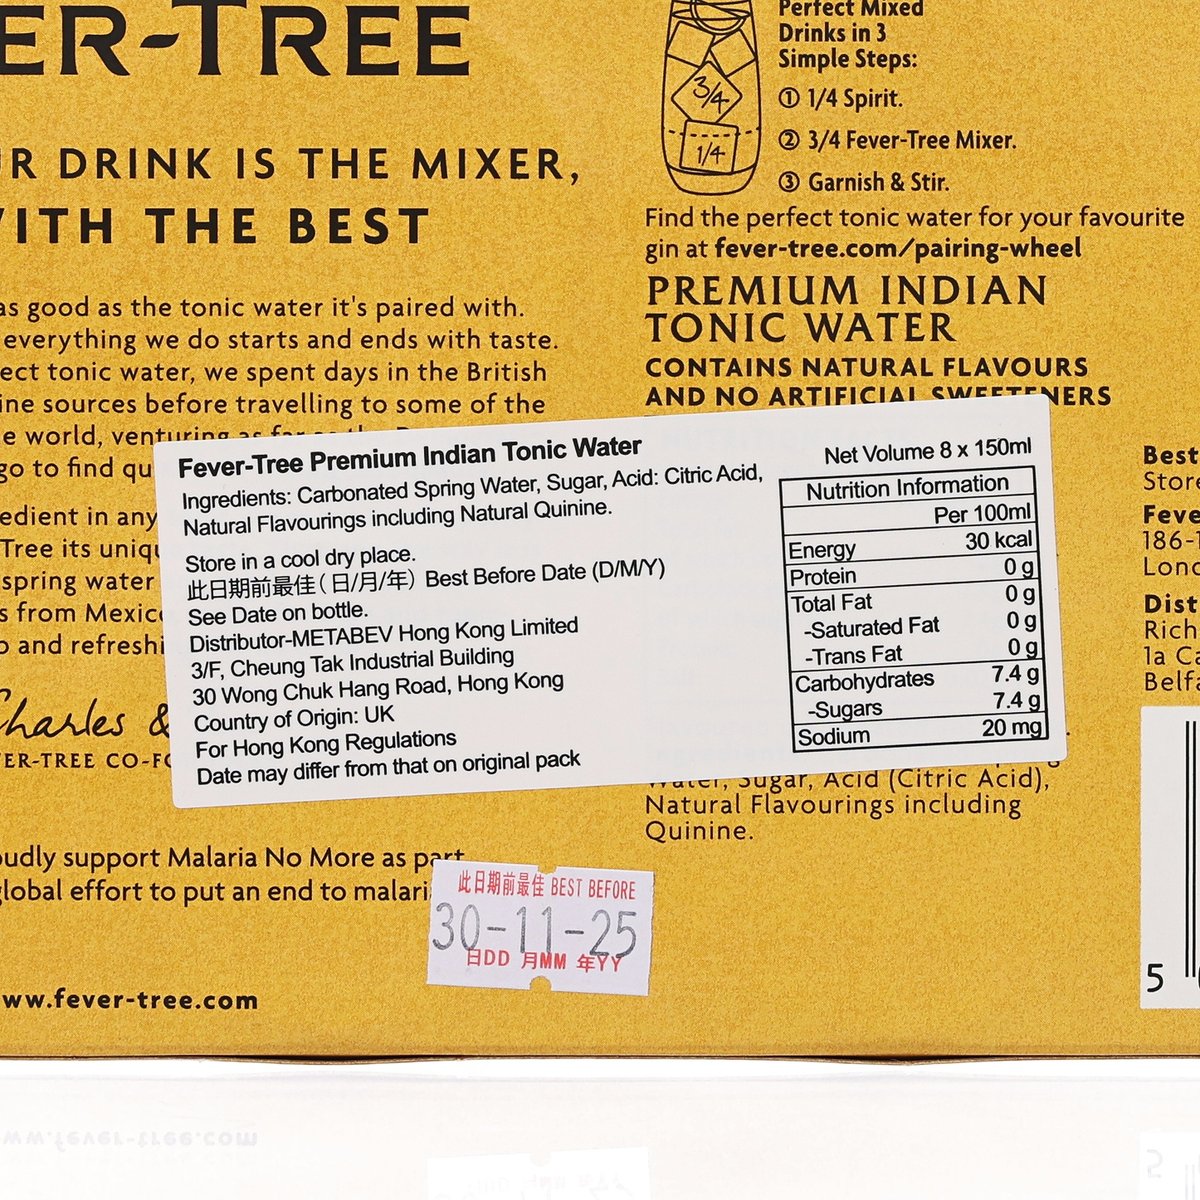 ER-TREE
UR DRINK IS THE MIXER,
WITH THE BEST
as good as the tonic water it's paired with.
everything we do starts and ends with taste.
ect tonic water, we spent days in the British
ine sources before travelling to some of the
e world, venturing as far as the
go to find qu
edient in any
Tree its uniqu
spring water
s from Mexico
p and refreshi
Charles &
ER-TREE CO-FO
oudly support Malaria No More as part
global effort to put an end to malari
ww.fever-tree.com
Perfect Mixed
Drinks in 3
Simple Steps:
① 1/4 Spirit.
② 3/4 Fever-Tree Mixer.
③ Garnish & Stir.
3/4
1/4
Find the perfect tonic water for your favourite
gin at fever-tree.com/pairing-wheel
PREMIUM INDIAN
TONIC WATER
CONTAINS NATURAL FLAVOURS
AND NO ARTIFICIAL SWEETENERS
Fever-Tree Premium Indian Tonic Water
Ingredients: Carbonated Spring Water, Sugar, Acid: Citric Acid,
Natural Flavourings including Natural Quinine.
Store in a cool dry place.
此日期前最佳（日/月/年） Best Before Date (D/M/Y)
See Date on bottle.
Distributor-METABEV Hong Kong Limited
3/F, Cheung Tak Industrial Building
30 Wong Chuk Hang Road, Hong Kong
Country of Origin: UK
For Hong Kong Regulations
Date may differ from that on original pack
Net Volume 8 x 150ml
Nutrition Information
Per 100ml
Energy 30 kcal
Protein 0 g
Total Fat 0 g
-Saturated Fat 0 g
-Trans Fat 0 g
Carbohydrates 7.4 g
-Sugars 7.4 g
Sodium 20 mg
Water, Sugar, Acid (Citric Acid),
Natural Flavourings including
Quinine.
此日期前最佳 BEST BEFORE
30-11-25
日DD 月MM 年YY
Best
Store
Feve
186-1
Lond
Dist
Rich
1a Ca
Belfa
5